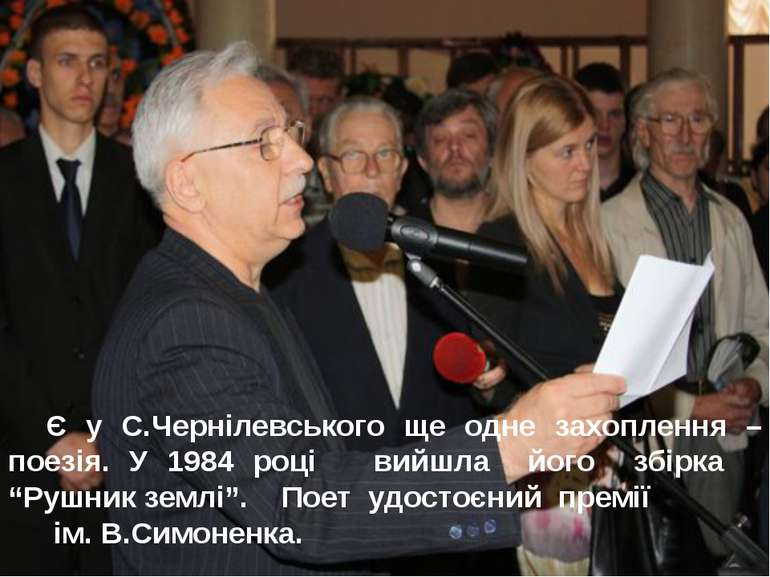 Є у С.Чернілевського ще одне захоплення –
поезія. У 1984 році вийшла його збірка
“Рушник землі”. Поет удостоєний премії
ім. В.Симоненка.